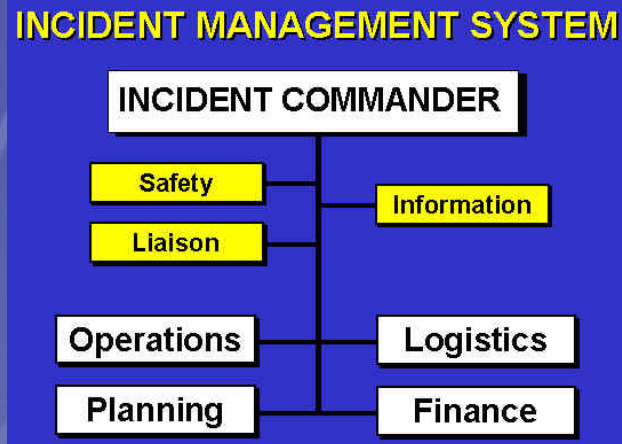 INCIDENT MANAGEMENT SYSTEM
INCIDENT COMMANDER
Safety
Information
Liaison
Operations
Logistics
Planning
Finance